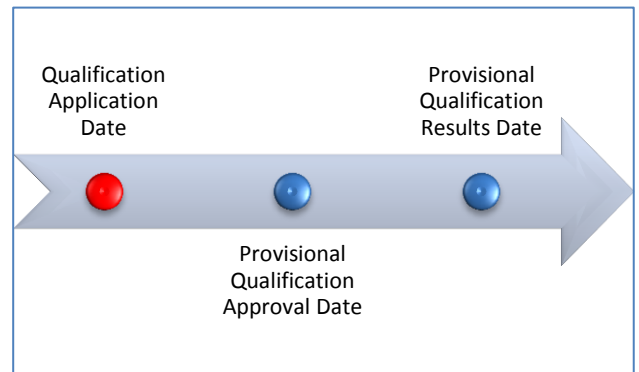 Qualification
Application
Date
Provisional
Qualification
Results Date
Provisional
Qualification
Approval Date